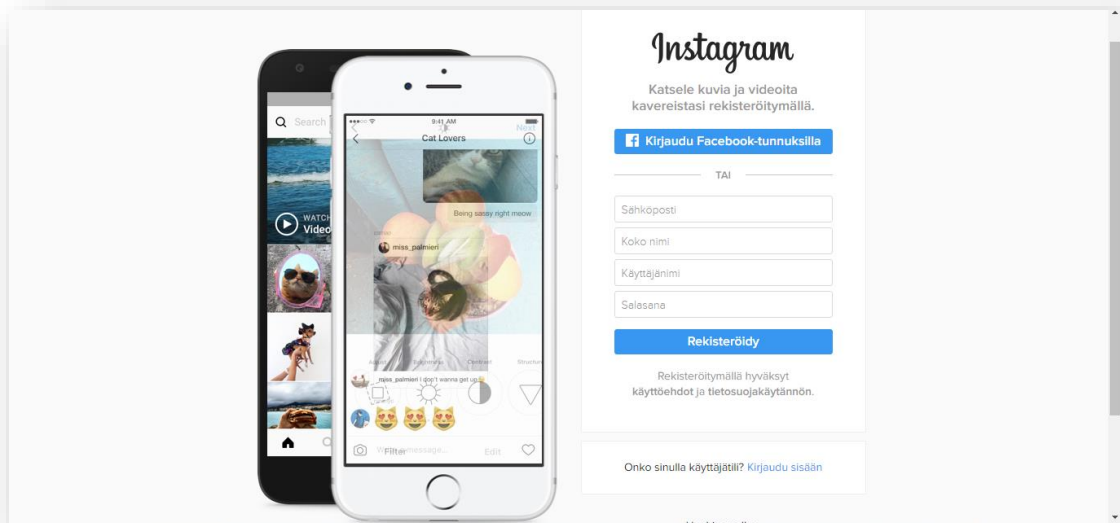 Search
WATCH
Video
9:41 AM
Next
Cat Lovers
Being sassy right meow
miss_palmieri
miss_palmieri I don't wanna get up
Filter
Edit
Instagram
Katsele kuvia ja videoita
kavereistasi rekisteröitymällä.
Kirjaudu Facebook-tunnuksilla
TAI
Sähköposti
Koko nimi
Käyttäjänimi
Salasana
Rekisteröidy
Rekisteröitymällä hyväksyt
käyttöehdot ja tietosuojakäytännön.
Onko sinulla käyttäjätili? Kirjaudu sisään